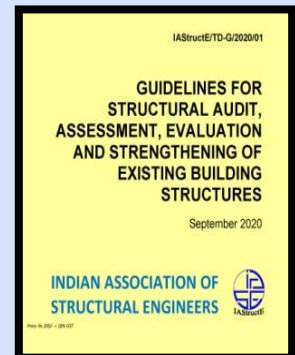 IAStructE/TD-G/2020/01
GUIDELINES FOR
STRUCTURAL AUDIT,
ASSESSMENT, EVALUATION
AND STRENGTHENING OF
EXISTING BUILDING
STRUCTURES
September 2020
INDIAN ASSOCIATION OF
STRUCTURAL ENGINEERS
IAStructE